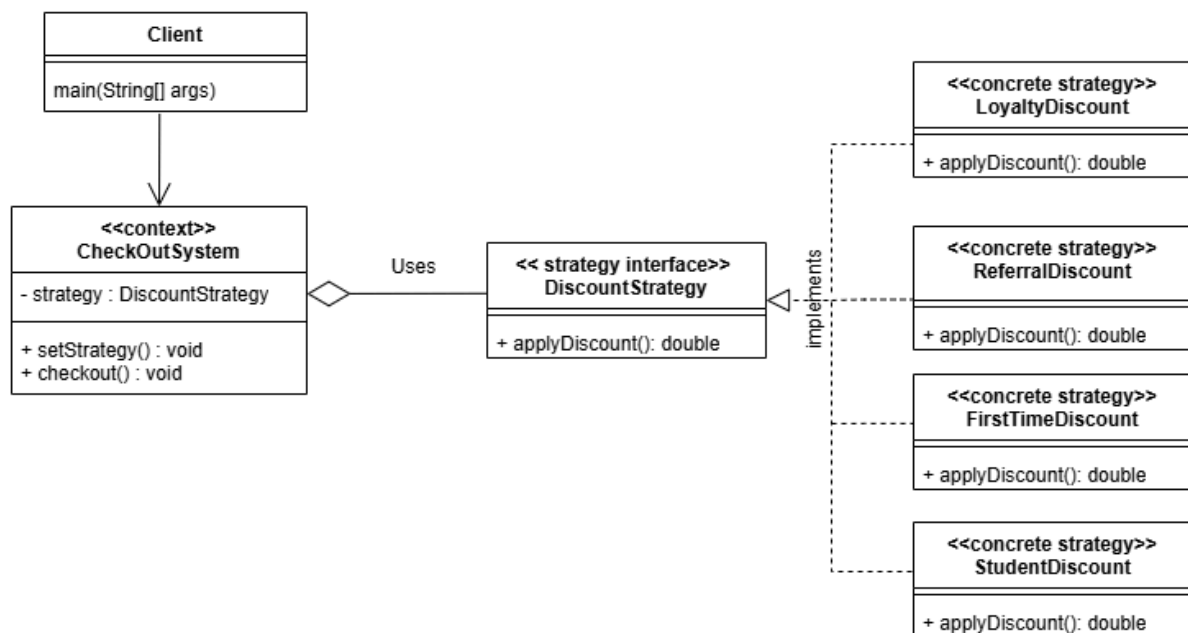 Client
main(String[] args)
<<context>>
CheckOutSystem
- strategy : DiscountStrategy
+ setStrategy() : void
+ checkout() : void
Uses
<< strategy interface>>
DiscountStrategy
+ applyDiscount(): double
implements
<<concrete strategy>>
LoyaltyDiscount
+ applyDiscount(): double
<<concrete strategy>>
ReferralDiscount
+ applyDiscount(): double
<<concrete strategy>>
FirstTimeDiscount
+ applyDiscount(): double
<<concrete strategy>>
StudentDiscount
+ applyDiscount(): double